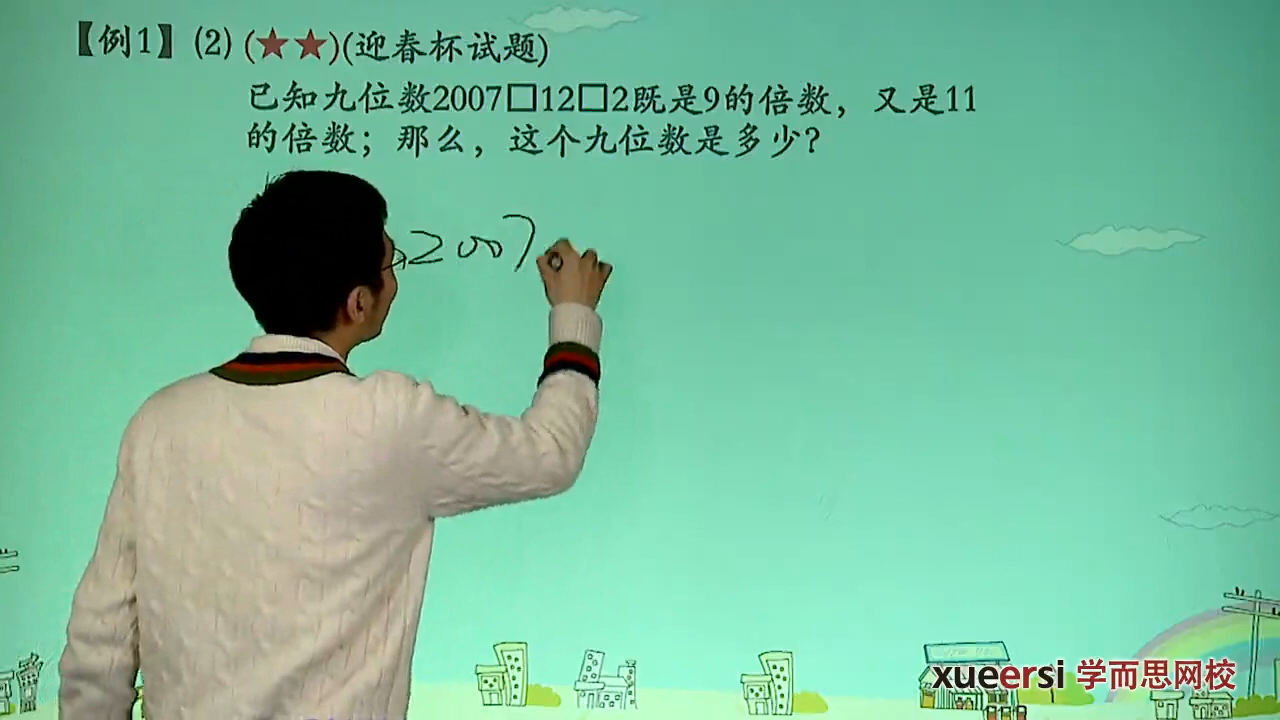 【例1】(2)(★★)(迎春杯试题)
已知九位数2007□12□2既是9的倍数，又是11
的倍数；那么，这个九位数是多少？
2007
xueersi 学而思网校